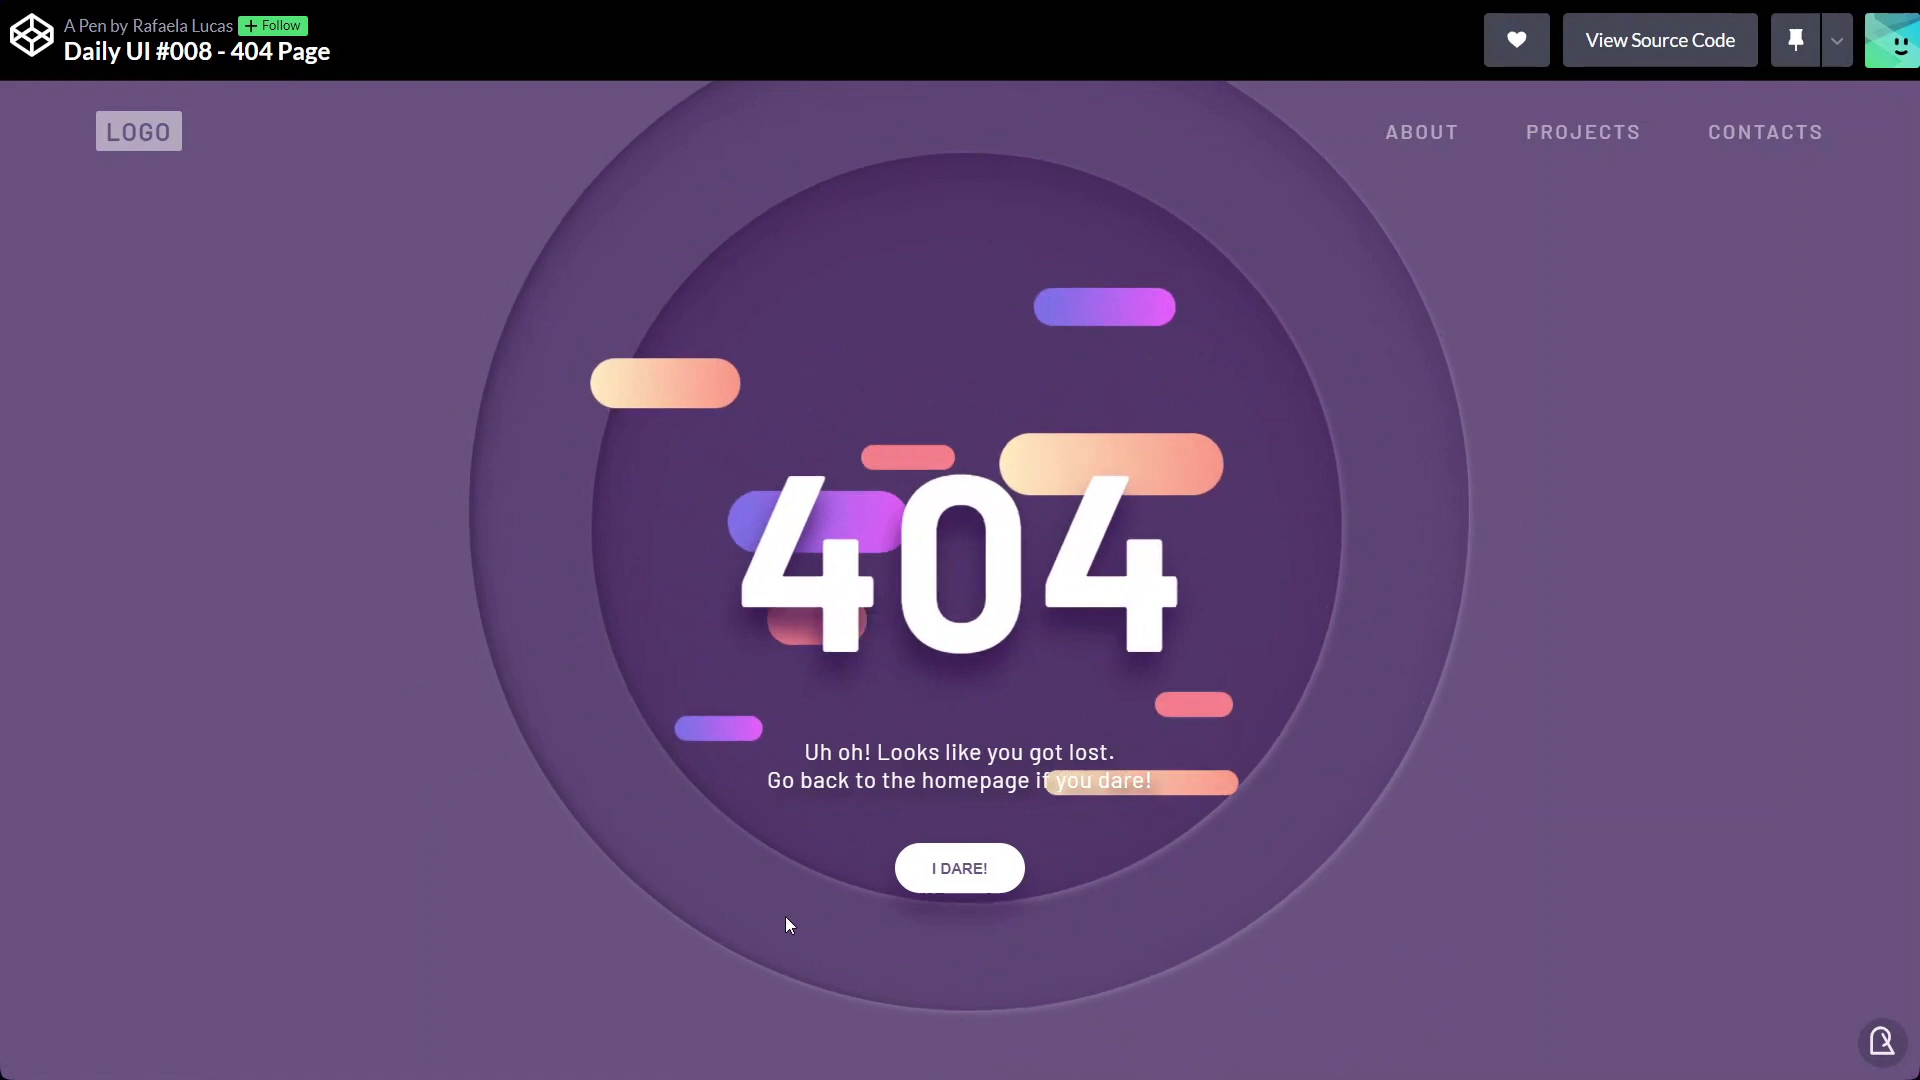 A Pen by Rafaela Lucas + Follow
Daily UI #008 - 404 Page
View Source Code
LOGO
ABOUT PROJECTS CONTACTS
404
Uh oh! Looks like you got lost.
Go back to the homepage if you dare!
I DARE!